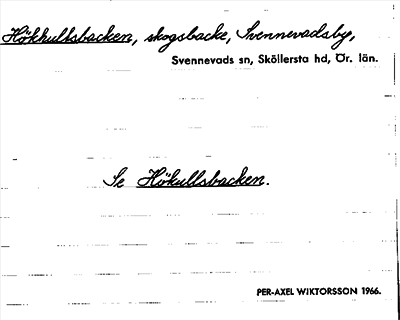 Hökhultsbacken, skogsbacke, Svennevadsby,
Svennevads sn, Sköllersta hd, Ör. län.
Se Hökullsbacken.
PER-AXEL WIKTORSSON 1966.